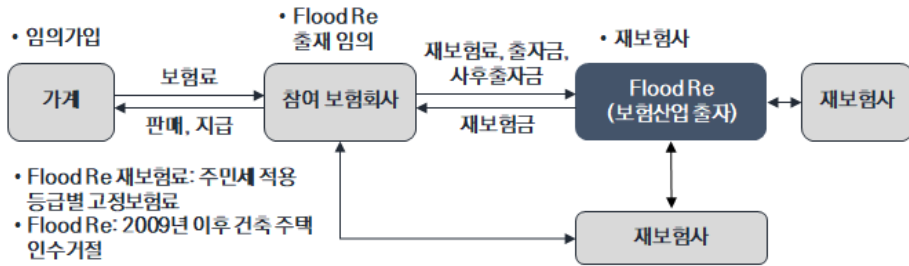 • 임의가입
• Flood Re
출재 임의
• 재보험사
가계
보험료
판매, 지급
참여 보험회사
재보험료, 출자금,
사후출자금
재보험금
Flood Re
(보험산업 출자)
재보험사
• Flood Re 재보험료: 주민세 적용
등급별 고정보험료
• Flood Re: 2009년 이후 건축 주택
인수거절
재보험사